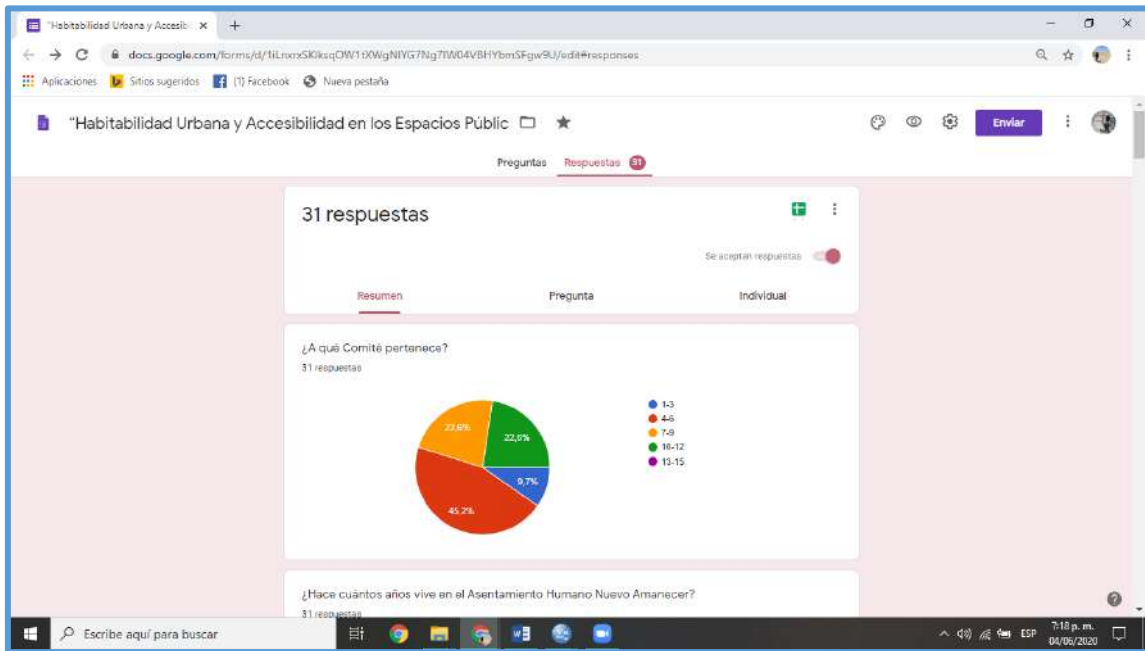 "Habitabilidad Urbana y Accesib
docs.google.com/forms/d/
/edit#responses
Aplicaciones Sitios sugeridos (1) Facebook Nueva pestaña
"Habitabilidad Urbana y Accesibilidad en los Espacios Públic
Enviar
Preguntas Respuestas 31
31 respuestas
Se aceptan respuestas
Resumen Pregunta Individual
¿A qué Comité pertenece?
31 respuestas
22,6%
22,6%
9,7%
45,2%
1-3
4-6
7-9
10-12
13-15
¿Hace cuántos años vive en el Asentamiento Humano Nuevo Amanecer?
31 respuestas
Escribe aquí para buscar
ESP
7:18 p. m.
04/06/2020